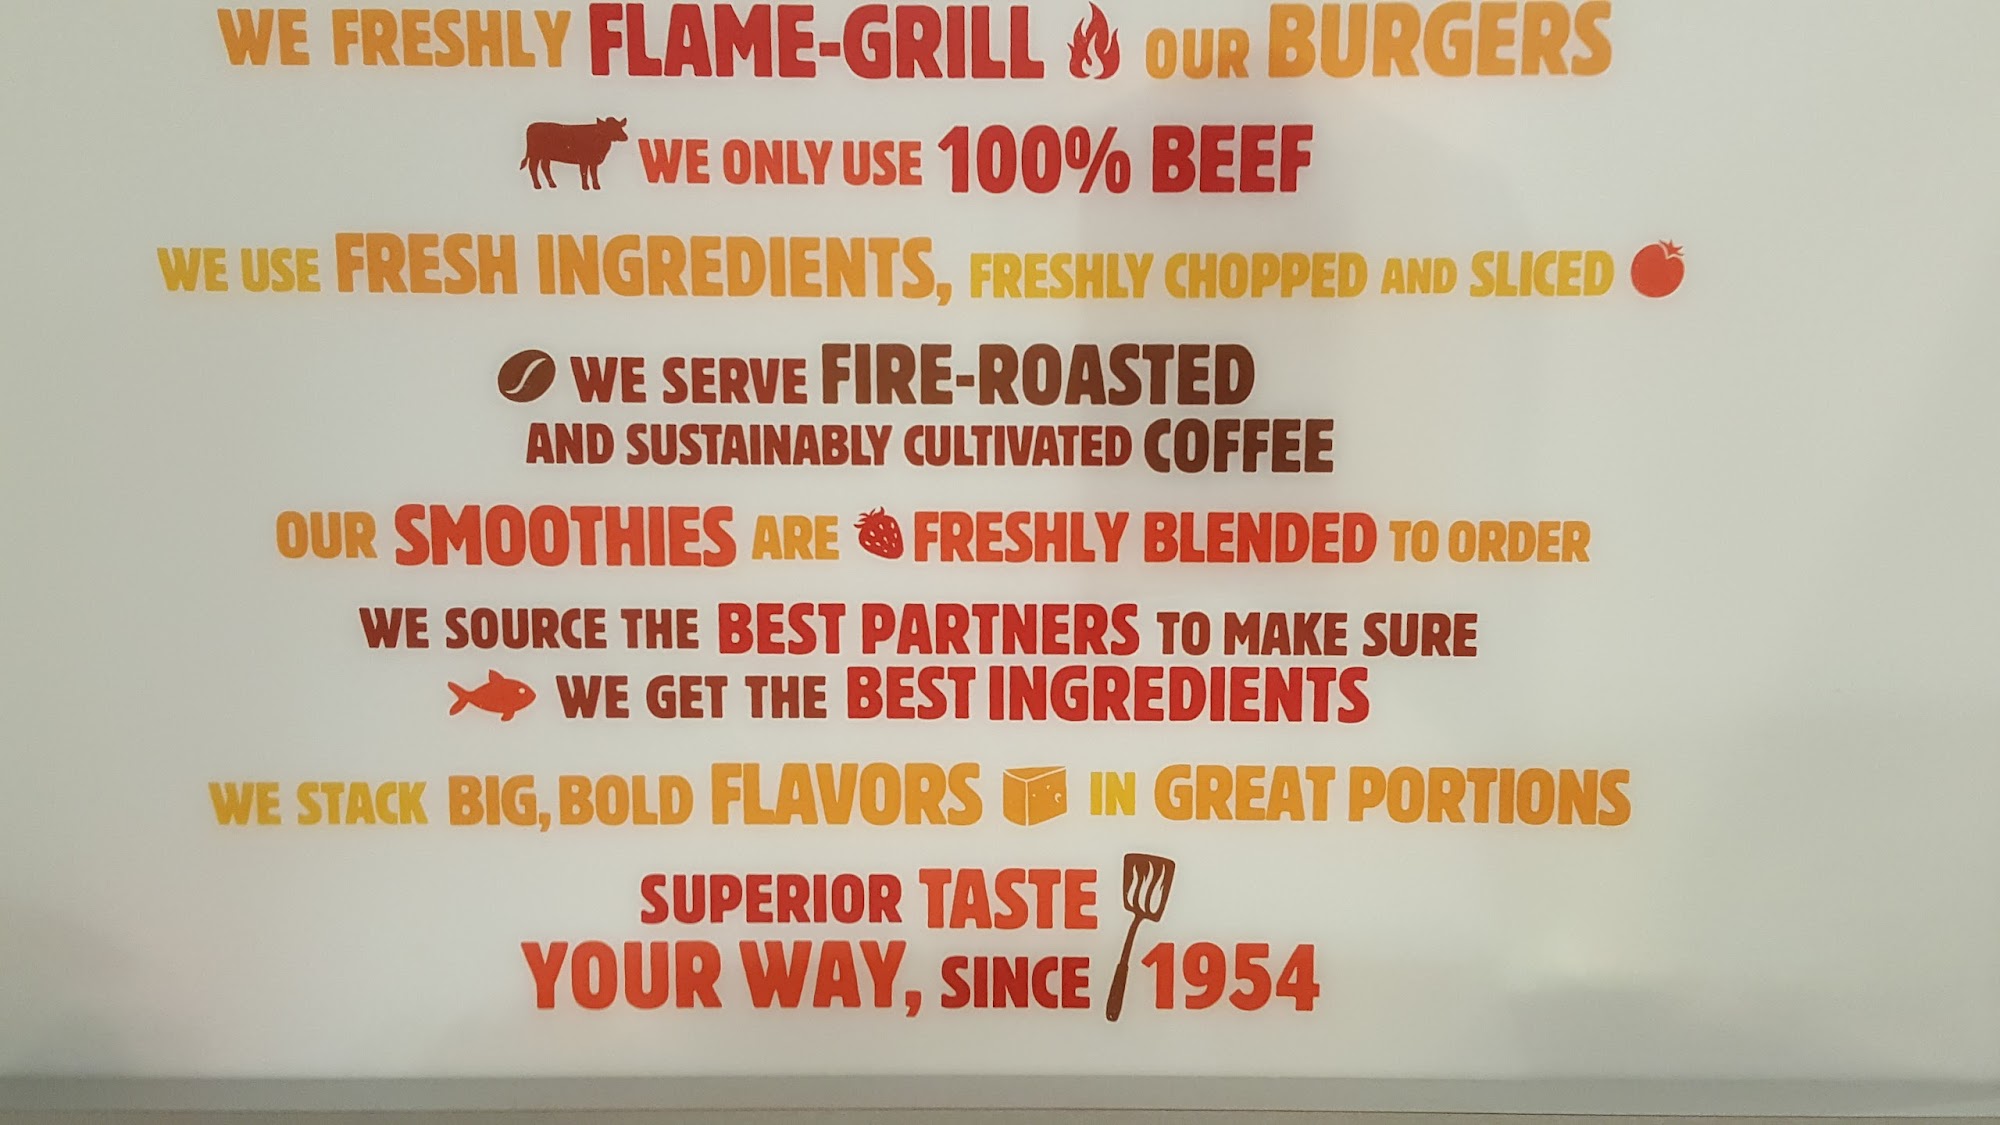 WE FRESHLY FLAME-GRILL OUR BURGERS
WE ONLY USE 100% BEEF
WE USE FRESH INGREDIENTS, FRESHLY CHOPPED AND SLICED
WE SERVE FIRE-ROASTED
AND SUSTAINABLY CULTIVATED COFFEE
OUR SMOOTHIES ARE FRESHLY BLENDED TO ORDER
WE SOURCE THE BEST PARTNERS TO MAKE SURE
WE GET THE BEST INGREDIENTS
WE STACK BIG, BOLD FLAVORS IN GREAT PORTIONS
SUPERIOR TASTE
YOUR WAY, SINCE 1954